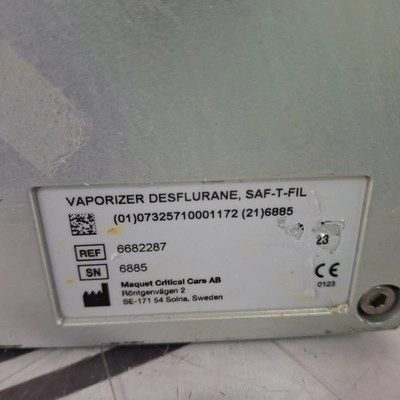 VAPORIZER DESFLURANE, SAF-T-FIL
(01)07325710001172 (21)6885
REF 6682287
23
SN 6885
Maquet Critical Care AB
Röntgenvägen 2
SE-171 54 Solna, Sweden
CE
0123